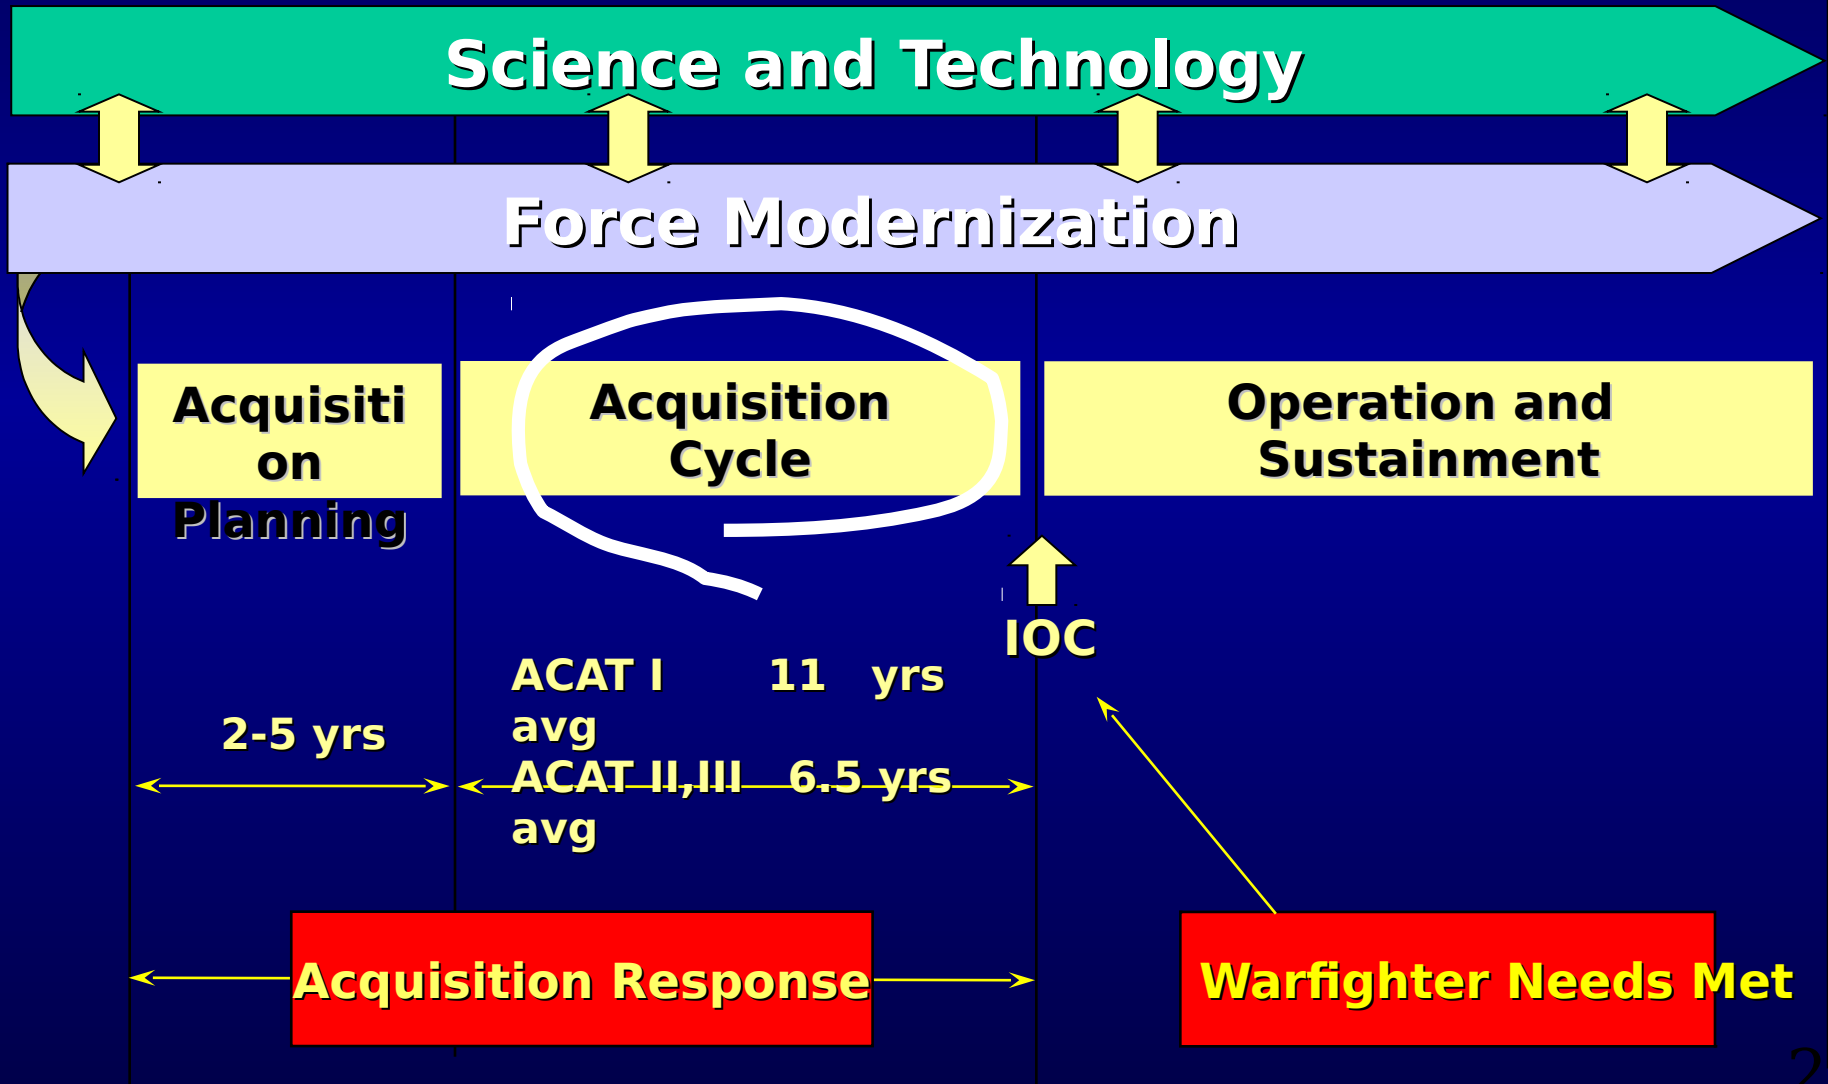 Science and Technology
Force Modernization
Acquisiti
on
Planning
Acquisition
Cycle
Operation and
Sustainment
IOC
ACAT I 11 yrs
avg
ACAT II,III 6.5 yrs
avg
2-5 yrs
Acquisition Response
Warfighter Needs Met
2